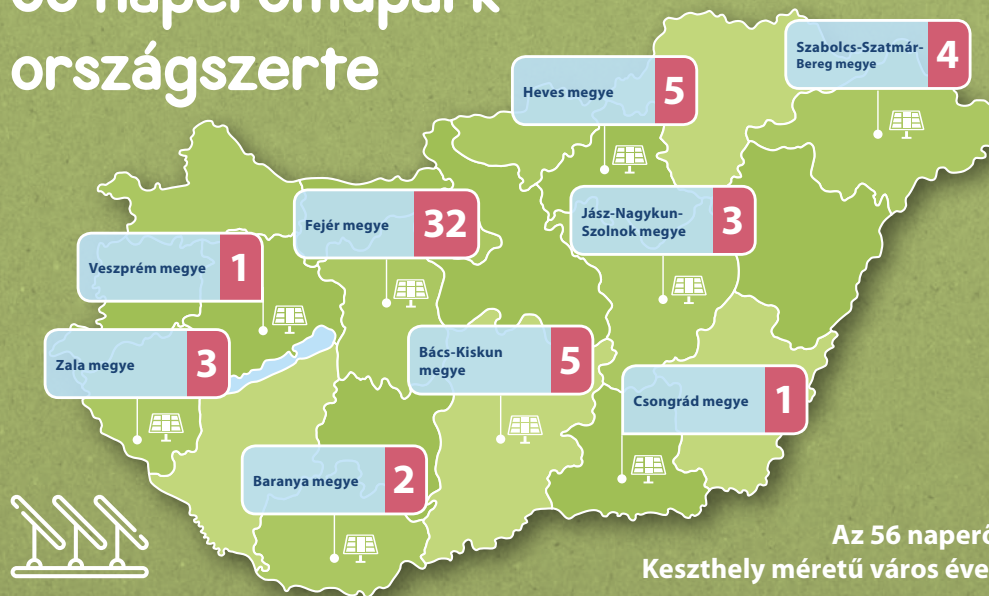 56 naperőműpark
országszerte
Szabolcs-Szatmár-
Bereg megye 4
Heves megye 5
Jász-Nagykun-
Szolnok megye 3
Fejér megye 32
Veszprém megye 1
Zala megye 3
Bács-Kiskun
megye 5
Csongrád megye 1
Baranya megye 2
Az 56 naperő
Keszthely méretű város éve